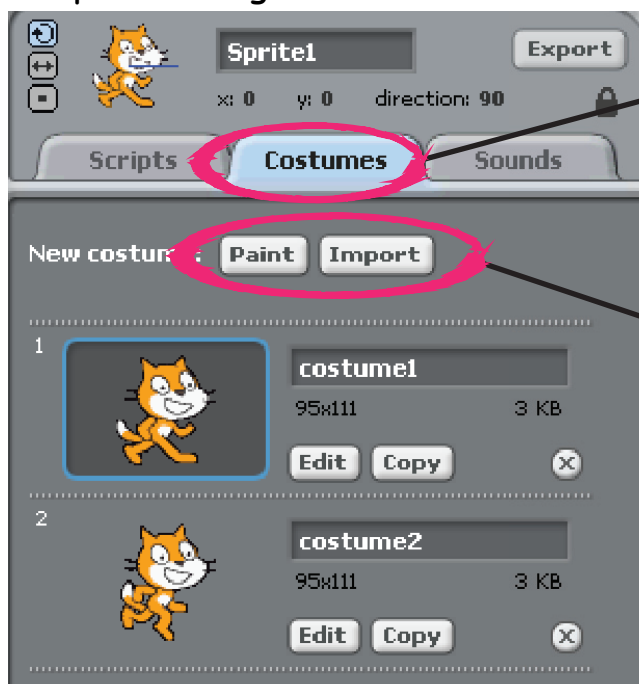 Sprite1 Export
x: 0 y: 0 direction: 90
Scripts Costumes Sounds
New costume: Paint Import
1
costume1
95x111 3 KB
Edit Copy
2
costume2
95x111 3 KB
Edit Copy